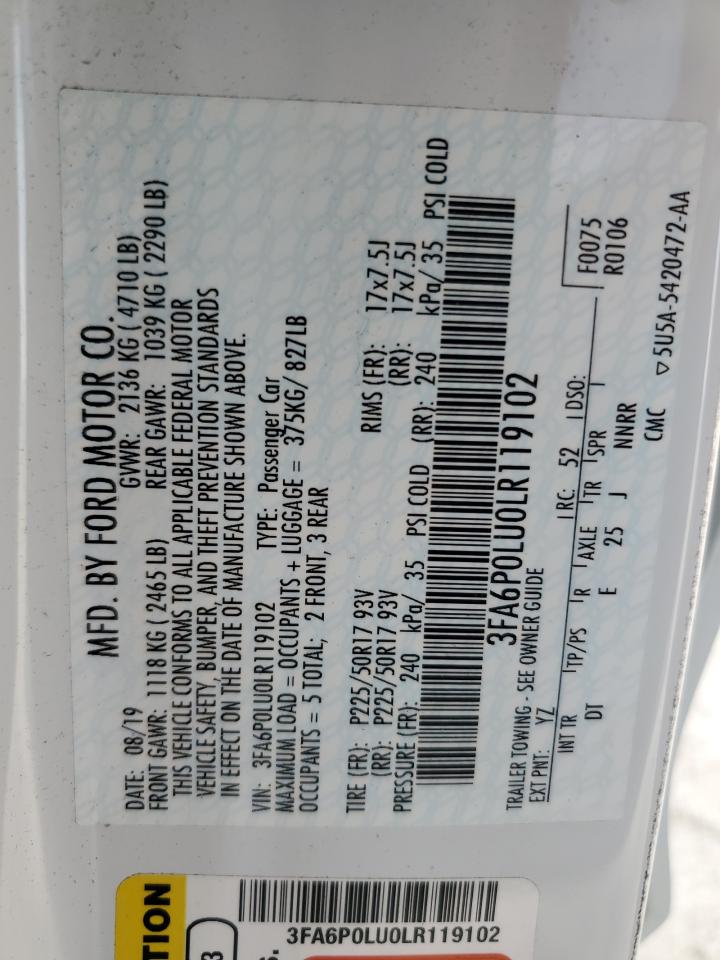 MFD. BY FORD MOTOR CO.
DATE: 08/19 GVWR: 2136 KG ( 4710 LB)
FRONT GAWR: 1118 KG ( 2465 LB) REAR GAWR: 1039 KG ( 2290 LB)
THIS VEHICLE CONFORMS TO ALL APPLICABLE FEDERAL MOTOR
VEHICLE SAFETY, BUMPER, AND THEFT PREVENTION STANDARDS
IN EFFECT ON THE DATE OF MANUFACTURE SHOWN ABOVE.
VIN: 3FA6P0LU0LR119102 TYPE: Passenger Car
MAXIMUM LOAD = OCCUPANTS + LUGGAGE = 375KG/ 827LB
OCCUPANTS = 5 TOTAL; 2 FRONT, 3 REAR
TIRE (FR): P225/50R17 93V RIMS (FR): 17x7.5J
(RR): P225/50R17 93V (RR): 17x7.5J
PRESSURE (FR): 240 kPa/ 35 PSI COLD (RR): 240 kPa/ 35 PSI COLD
3FA6P0LU0LR119102
TRAILER TOWING - SEE OWNER GUIDE
EXT PNT: YZ RC: 52 DSO: F0075
INT TR TP/PS R AXLE TR SPR R0106
DT E 25 J NNRR
CMC ▽5U5A-5420472-AA
TION
3
S.
3FA6P0LU0LR119102